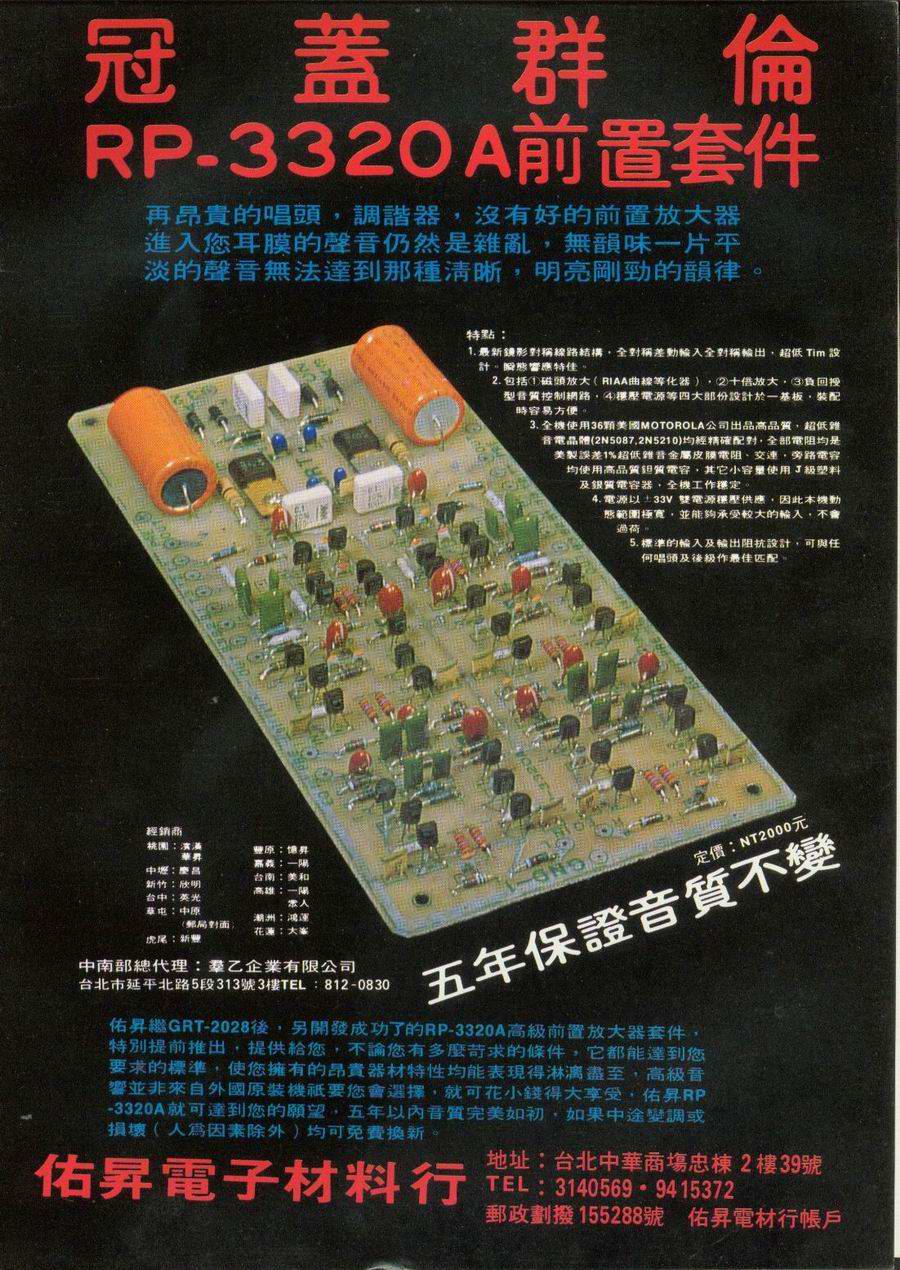 冠蓋群倫
RP-3320A前置套件
再昂貴的唱頭，調諧器，沒有好的前置放大器
進入您耳膜的聲音仍然是雜亂，無韻味一片平
淡的聲音無法達到那種清晰，明亮剛勁的韻律。
特點：
1.最新鏡影對稱線路結構，全對稱差動輸入全對稱輸出，超低Tim設
計。瞬態響應特佳。
2.包括①磁頭放大（RIAA曲線等化器），②十倍放大，③負回授
型音質控制網路，④穩壓電源等四大部份設計於一基板，裝配
時容易方便。
3.全機使用36顆美國MOTOROLA公司出品高品質，超低雜
音電晶體(2N5087,2N5210)均經精確配對，全部電阻均是
美製誤差1%超低雜音金屬皮膜電阻、交連，旁路電容
均使用高品質鉭質電容，其它小容量使用J級塑料
及銀質電容器，全機工作穩定。
4.電源以±33V 雙電源穩壓供應，因此本機動
態範圍極寬，並能夠承受較大的輸入，不會
過荷。
5.標準的輸入及輸出阻抗設計，可與任
何唱頭及後級作最佳匹配。
定價：NT2000元
五年保證音質不變
經銷商
桃園：濱漢
華昇
中壢：慶昌
新竹：欣明
台中：英光
草屯：中原
（郵局對面）
虎尾：新豐
豐原：憶昇
嘉義：一陽
台南：美和
高雄：一陽
人
潮洲：鴻運
花蓮：大峯
中南部總代理：羣乙企業有限公司
台北市延平北路5段313號3樓TEL：812-0830
佑昇繼GRT-2028後，另開發成功了的RP-3320A高級前置放大器套件，
特別提前推出，提供給您，不論您有多麼苛求的條件，它都能達到您
要求的標準，使您擁有的昂貴器材特性均能表現得淋漓盡至，高級音
響並非來自外國原裝機祇要您會選擇，就可花小錢得大享受，佑昇RP
-3320A就可達到您的願望，五年以內音質完美如初，如果中途變調或
損壞（人爲因素除外）均可免費換新。
佑昇電子材料行
地址：台北中華商塲忠棟2樓39號
TEL：3140569・9415372
郵政劃撥155288號 佑昇電材行帳戶